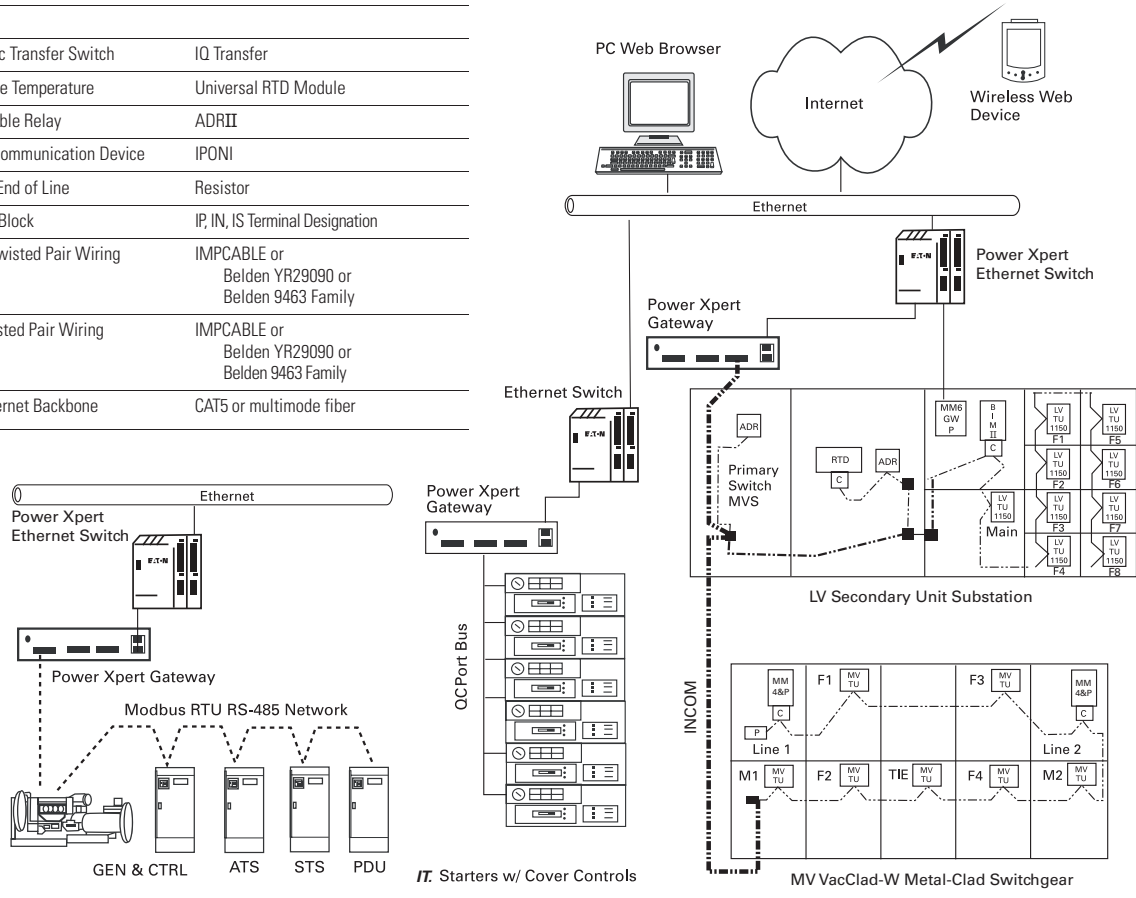 c Transfer Switch IQ Transfer
e Temperature Universal RTD Module
ble Relay ADRII
ommunication Device IPONI
End of Line Resistor
Block IP, IN, IS Terminal Designation
wisted Pair Wiring IMPCABLE or
Belden YR29090 or
Belden 9463 Family
sted Pair Wiring IMPCABLE or
Belden YR29090 or
Belden 9463 Family
ernet Backbone CAT5 or multimode fiber
PC Web Browser
Internet
Wireless Web
Device
Ethernet
E·T·N
Power Xpert
Ethernet Switch
Power Xpert
Gateway
Ethernet Switch
E·T·N
Power Xpert
Gateway
QCPort Bus
IT. Starters w/ Cover Controls
Ethernet
Power Xpert
Ethernet Switch
E·T·N
Power Xpert Gateway
Modbus RTU RS-485 Network
GEN & CTRL
ATS
STS
PDU
ADR
Primary
Switch
MVS
RTD
C
ADR
MM6
GW
P
B
I
M
II
C
LV
TU
1150
Main
LV
TU
1150
F1
LV
TU
1150
F5
LV
TU
1150
F2
LV
TU
1150
F6
LV
TU
1150
F3
LV
TU
1150
F7
LV
TU
1150
F4
LV
TU
1150
F8
LV Secondary Unit Substation
INCOM
MM
4&P
C
P
Line 1
F1
MV
TU
F3
MV
TU
MM
4&P
C
Line 2
M1
MV
TU
F2
MV
TU
TIE
MV
TU
F4
MV
TU
M2
MV
TU
MV VacClad-W Metal-Clad Switchgear